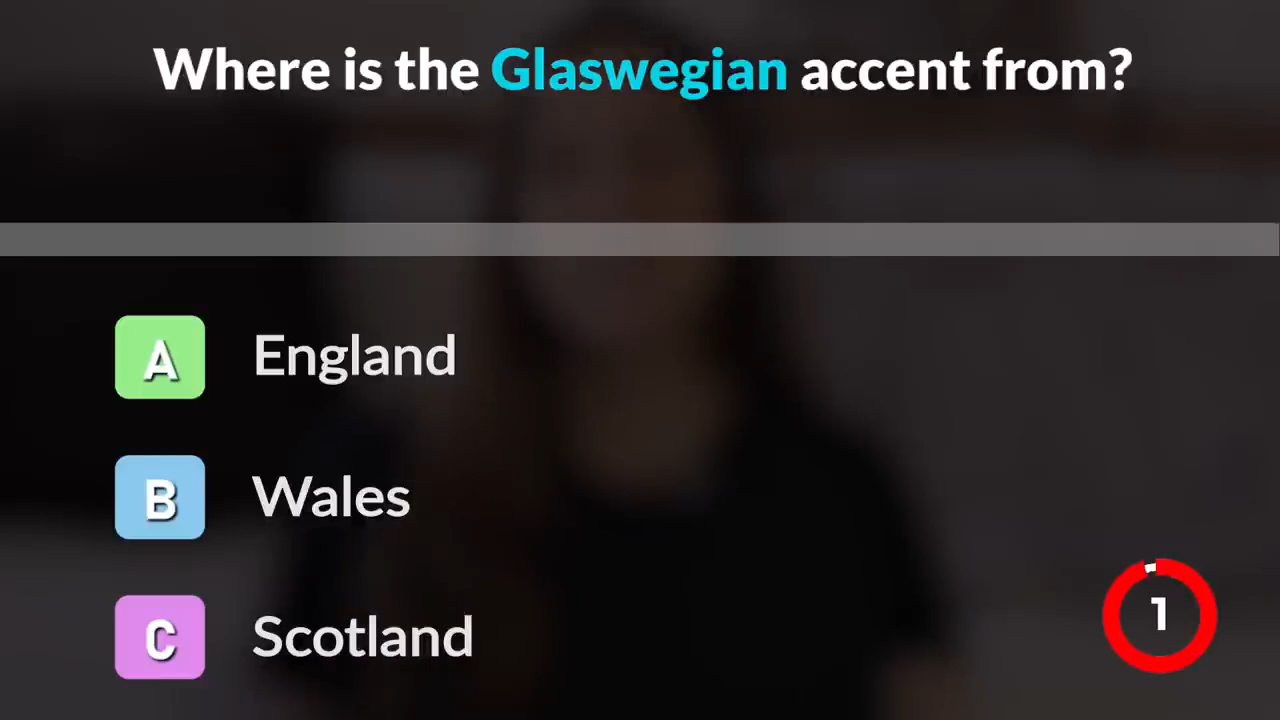 Where is the Glaswegian accent from?
A England
B Wales
C Scotland
1